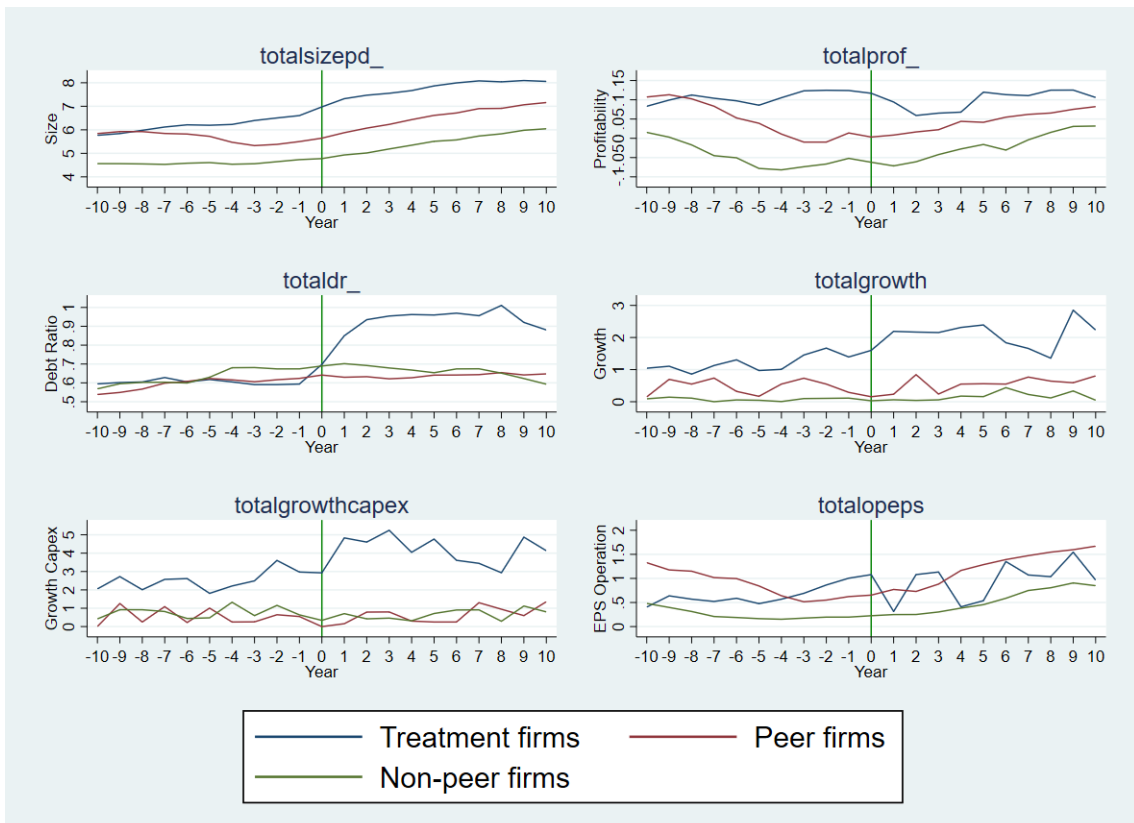 totalsizepd_
Size
4 5 6 7 8
-10 -9 -8 -7 -6 -5 -4 -3 -2 -1 0 1 2 3 4 5 6 7 8 9 10
Year
totalprof_
Profitability
-.1 -.05 0 .05 .1 .15
-10 -9 -8 -7 -6 -5 -4 -3 -2 -1 0 1 2 3 4 5 6 7 8 9 10
Year
totaldr_
Debt Ratio
.5 .6 .7 .8 .9 1
-10 -9 -8 -7 -6 -5 -4 -3 -2 -1 0 1 2 3 4 5 6 7 8 9 10
Year
totalgrowth
Growth
0 1 2 3
-10 -9 -8 -7 -6 -5 -4 -3 -2 -1 0 1 2 3 4 5 6 7 8 9 10
Year
totalgrowthcapex
Growth Capex
0 1 2 3 4 5
-10 -9 -8 -7 -6 -5 -4 -3 -2 -1 0 1 2 3 4 5 6 7 8 9 10
Year
totalopeps
EPS Operation
0 .5 1 1.5 2
-10 -9 -8 -7 -6 -5 -4 -3 -2 -1 0 1 2 3 4 5 6 7 8 9 10
Year
Treatment firms
Peer firms
Non-peer firms